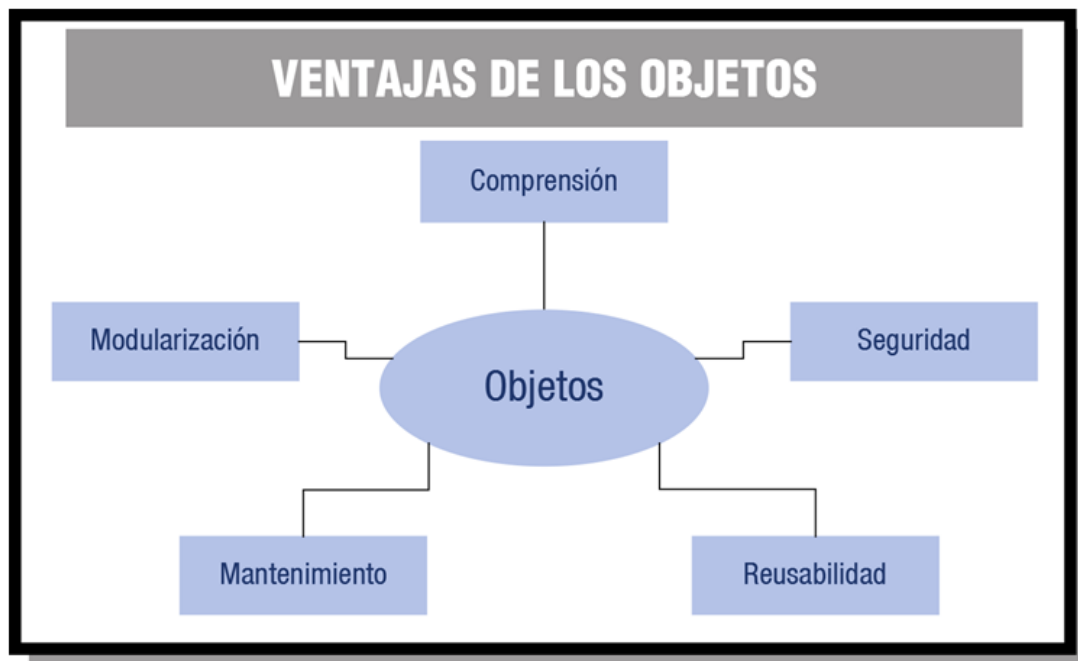 VENTAJAS DE LOS OBJETOS
Comprensión
Modularización
Seguridad
Objetos
Mantenimiento
Reusabilidad